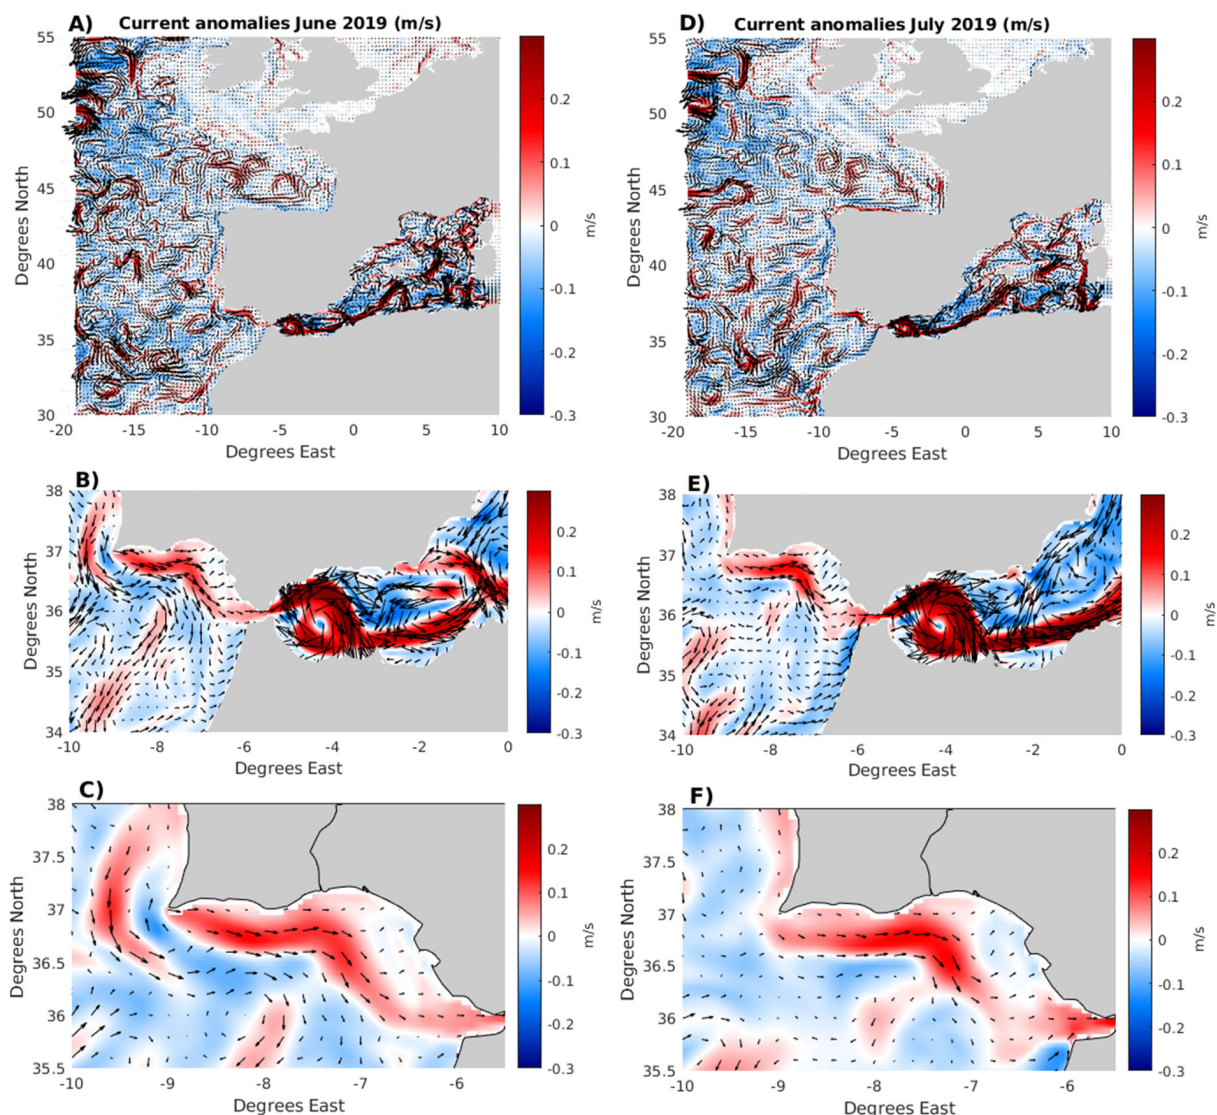 A) Current anomalies June 2019 (m/s)
55
50
45
40
35
30
-20 -15 -10 -5 0 5 10
Degrees North
Degrees East
0.2
0.1
0
-0.1
-0.2
-0.3
m/s
D) Current anomalies July 2019 (m/s)
55
50
45
40
35
30
-20 -15 -10 -5 0 5 10
Degrees North
Degrees East
0.2
0.1
0
-0.1
-0.2
-0.3
m/s
B)
38
37
36
35
34
-10 -8 -6 -4 -2 0
Degrees North
Degrees East
0.2
0.1
0
-0.1
-0.2
-0.3
m/s
E)
38
37
36
35
34
-10 -8 -6 -4 -2 0
Degrees North
Degrees East
0.2
0.1
0
-0.1
-0.2
-0.3
m/s
C)
38
37.5
37
36.5
36
35.5
-10 -9 -8 -7 -6
Degrees North
Degrees East
0.2
0.1
0
-0.1
-0.2
-0.3
m/s
F)
38
37.5
37
36.5
36
35.5
-10 -9 -8 -7 -6
Degrees North
Degrees East
0.2
0.1
0
-0.1
-0.2
-0.3
m/s